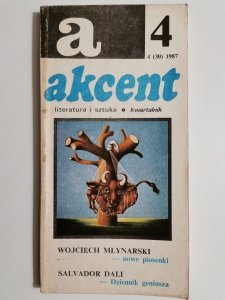 a
4
4 (30) 1987
akcent
literatura i sztuka • kwartalnik
WOJCIECH MŁYNARSKI
— nowe piosenki
SALVADOR DALI
— Dziennik geniusza